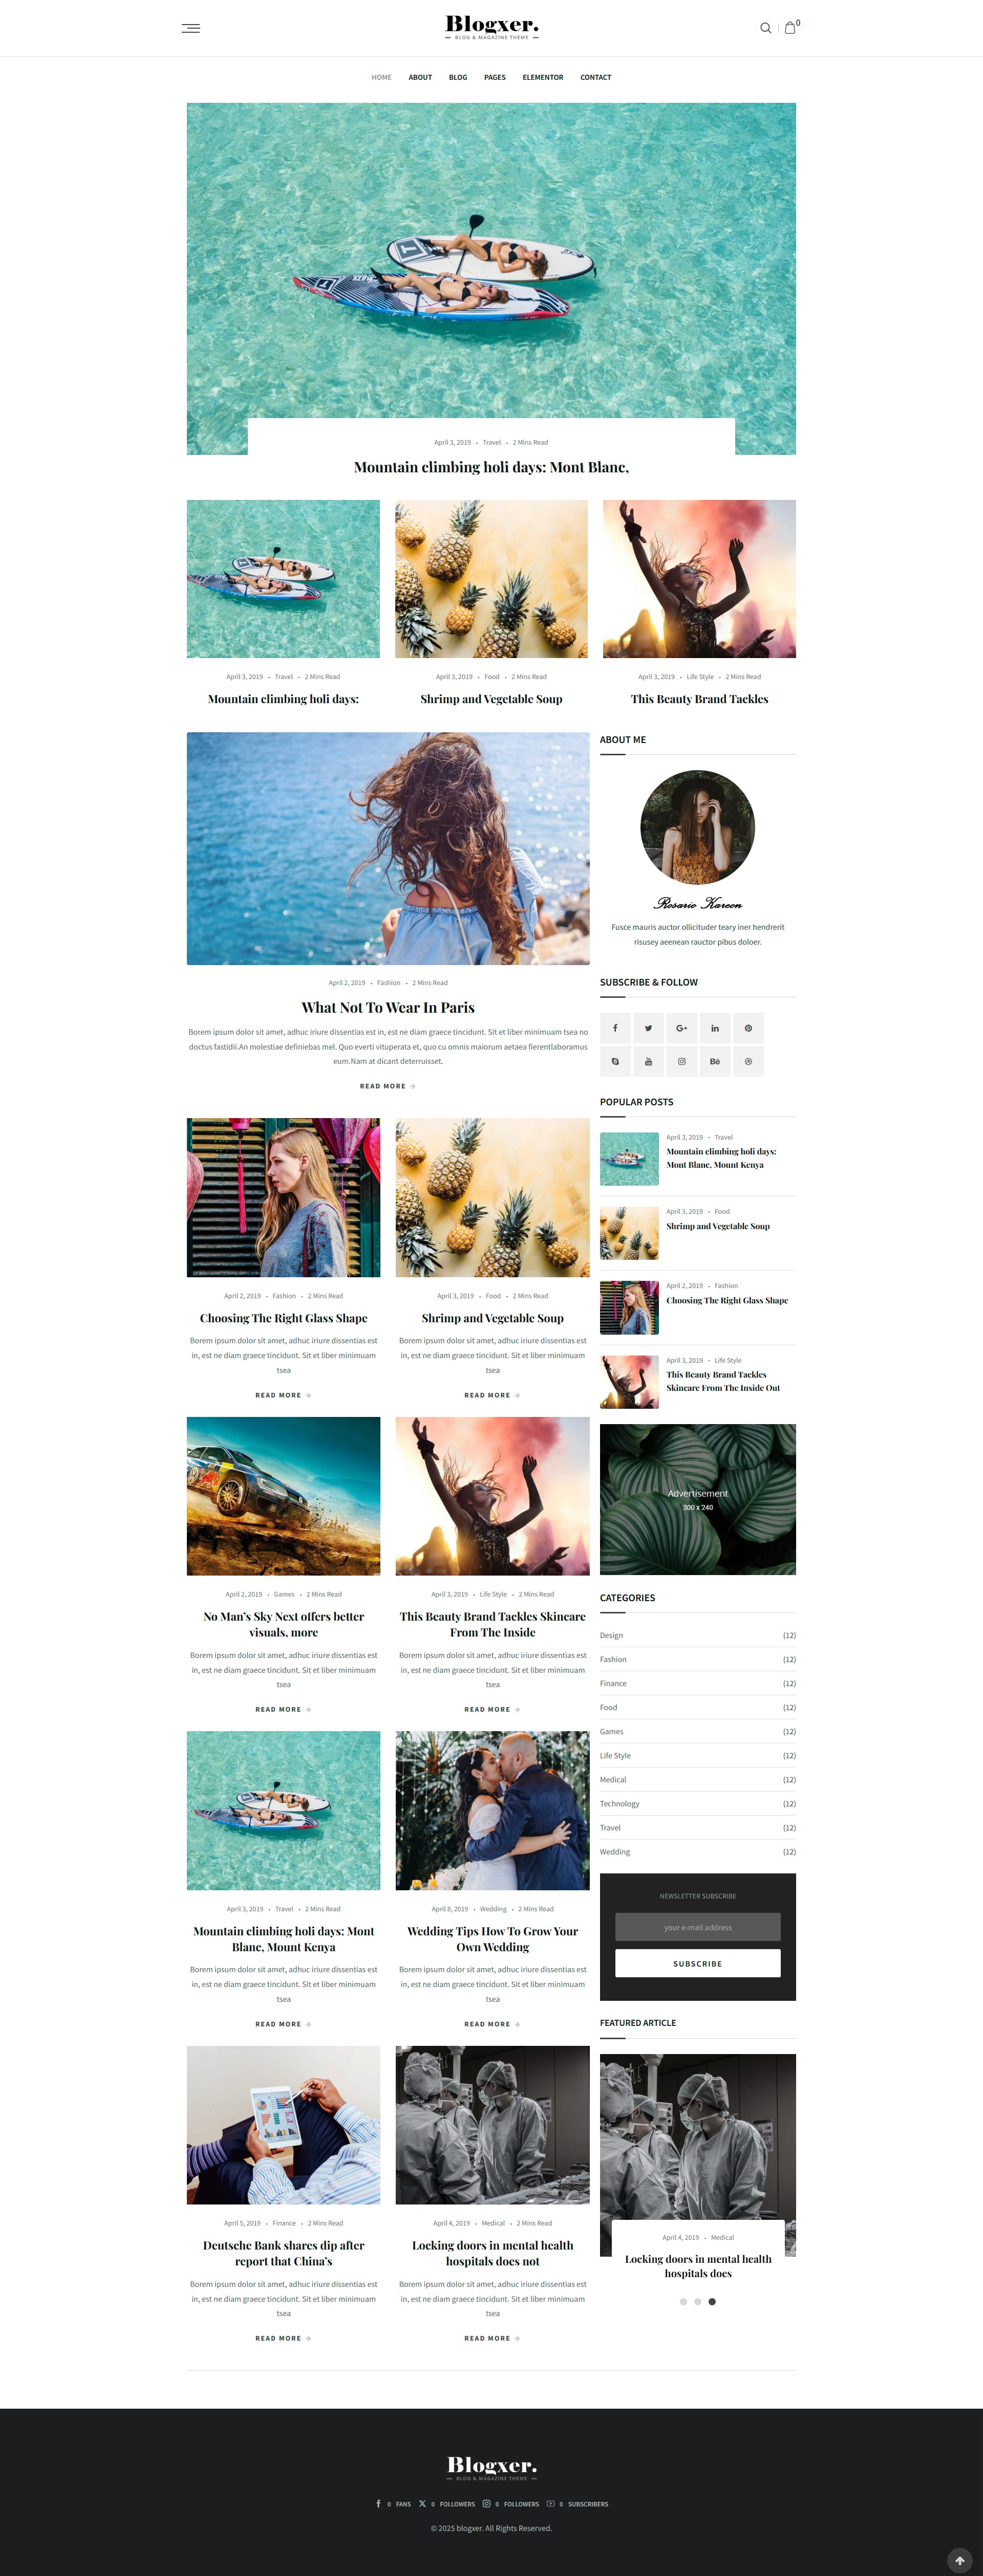 Blogxer.
BLOG & MAGAZINE THEME
0
HOME ABOUT BLOG PAGES ELEMENTOR CONTACT
April 3, 2019 • Travel • 2 Mins Read
Mountain climbing holi days: Mont Blanc,
April 3, 2019 • Travel • 2 Mins Read
Mountain climbing holi days:
April 3, 2019 • Food • 2 Mins Read
Shrimp and Vegetable Soup
April 3, 2019 • Life Style • 2 Mins Read
This Beauty Brand Tackles
April 2, 2019 • Fashion • 2 Mins Read
What Not To Wear In Paris
Borem ipsum dolor sit amet, adhuc iriure dissentias est in, est ne diam graece tincidunt. Sit et liber minimuam tsea no
doctus fastidii.An molestiae definiebas mel. Quo everti vituperata et, quo cu omnis maiorum aetaea fierentlaboramus
eum.Nam at dicant deterruisset.
READ MORE
April 2, 2019 • Fashion • 2 Mins Read
Choosing The Right Glass Shape
Borem ipsum dolor sit amet, adhuc iriure dissentias est
in, est ne diam graece tincidunt. Sit et liber minimuam
tsea
READ MORE
April 3, 2019 • Food • 2 Mins Read
Shrimp and Vegetable Soup
Borem ipsum dolor sit amet, adhuc iriure dissentias est
in, est ne diam graece tincidunt. Sit et liber minimuam
tsea
READ MORE
April 2, 2019 • Games • 2 Mins Read
No Man's Sky Next offers better
visuals, more
Borem ipsum dolor sit amet, adhuc iriure dissentias est
in, est ne diam graece tincidunt. Sit et liber minimuam
tsea
READ MORE
April 3, 2019 • Life Style • 2 Mins Read
This Beauty Brand Tackles Skincare
From The Inside
Borem ipsum dolor sit amet, adhuc iriure dissentias est
in, est ne diam graece tincidunt. Sit et liber minimuam
tsea
READ MORE
April 3, 2019 • Travel • 2 Mins Read
Mountain climbing holi days: Mont
Blanc, Mount Kenya
Borem ipsum dolor sit amet, adhuc iriure dissentias est
in, est ne diam graece tincidunt. Sit et liber minimuam
tsea
READ MORE
April 8, 2019 • Wedding • 2 Mins Read
Wedding Tips How To Grow Your
Own Wedding
Borem ipsum dolor sit amet, adhuc iriure dissentias est
in, est ne diam graece tincidunt. Sit et liber minimuam
tsea
READ MORE
April 5, 2019 • Finance • 2 Mins Read
Deutsche Bank shares dip after
report that China's
Borem ipsum dolor sit amet, adhuc iriure dissentias est
in, est ne diam graece tincidunt. Sit et liber minimuam
tsea
READ MORE
April 4, 2019 • Medical • 2 Mins Read
Locking doors in mental health
hospitals does not
Borem ipsum dolor sit amet, adhuc iriure dissentias est
in, est ne diam graece tincidunt. Sit et liber minimuam
tsea
READ MORE
ABOUT ME
Rosario Kareon
Fusce mauris auctor ollicituder teary iner hendrerit
risusey aeenean rauctor pibus doloer.
SUBSCRIBE & FOLLOW
POPULAR POSTS
April 3, 2019 • Travel
Mountain climbing holi days:
Mont Blanc, Mount Kenya
April 3, 2019 • Food
Shrimp and Vegetable Soup
April 2, 2019 • Fashion
Choosing The Right Glass Shape
April 3, 2019 • Life Style
This Beauty Brand Tackles
Skincare From The Inside Out
Advertisement
300 x 240
CATEGORIES
Design (12)
Fashion (12)
Finance (12)
Food (12)
Games (12)
Life Style (12)
Medical (12)
Technology (12)
Travel (12)
Wedding (12)
NEWSLETTER SUBSCRIBE
your e-mail address
SUBSCRIBE
FEATURED ARTICLE
April 4, 2019 • Medical
Locking doors in mental health
hospitals does
Blogxer.
BLOG & MAGAZINE THEME
0 FANS 0 FOLLOWERS 0 FOLLOWERS 0 SUBSCRIBERS
© 2025 blogxer. All Rights Reserved.